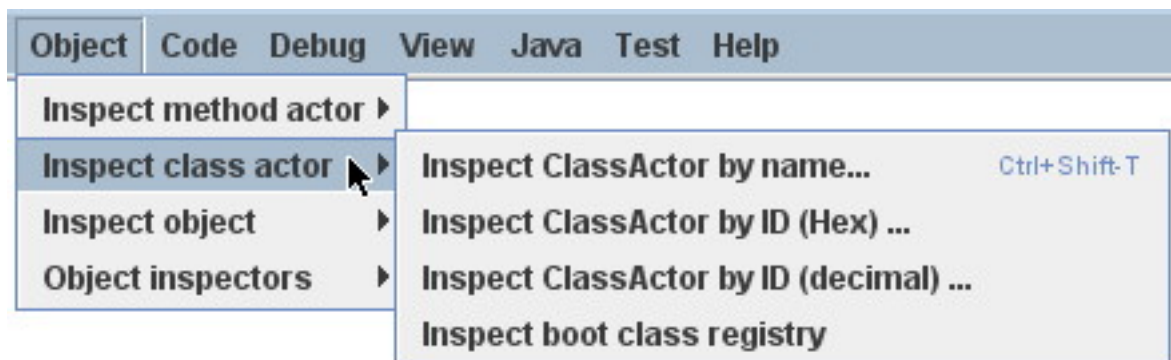 Object Code Debug View Java Test Help
Inspect method actor
Inspect class actor
Inspect object
Object inspectors
Inspect ClassActor by name... Ctrl+Shift-T
Inspect ClassActor by ID (Hex) ...
Inspect ClassActor by ID (decimal) ...
Inspect boot class registry